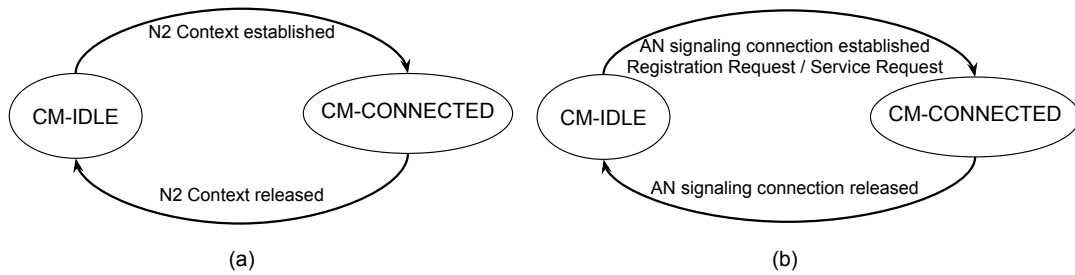 N2 Context established
CM-IDLE
CM-CONNECTED
N2 Context released
(a)
AN signaling connection established
Registration Request / Service Request
CM-IDLE
CM-CONNECTED
AN signaling connection released
(b)